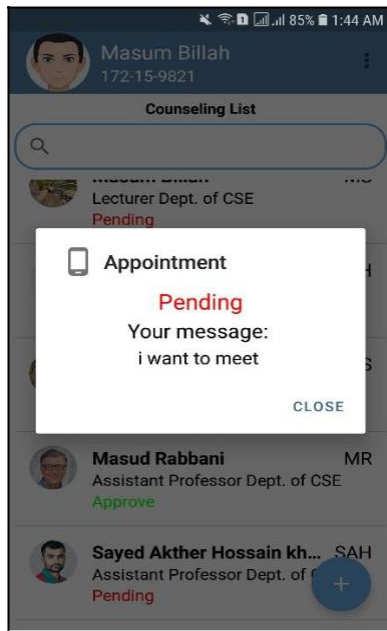 85% 1:44 AM
Masum Billah
172-15-9821
Counseling List
Lecturer Dept. of CSE
Pending
Appointment
Pending
Your message:
i want to meet
CLOSE
Masud Rabbani MR
Assistant Professor Dept. of CSE
Approve
Sayed Akther Hossain kh... SAH
Assistant Professor Dept. of
Pending